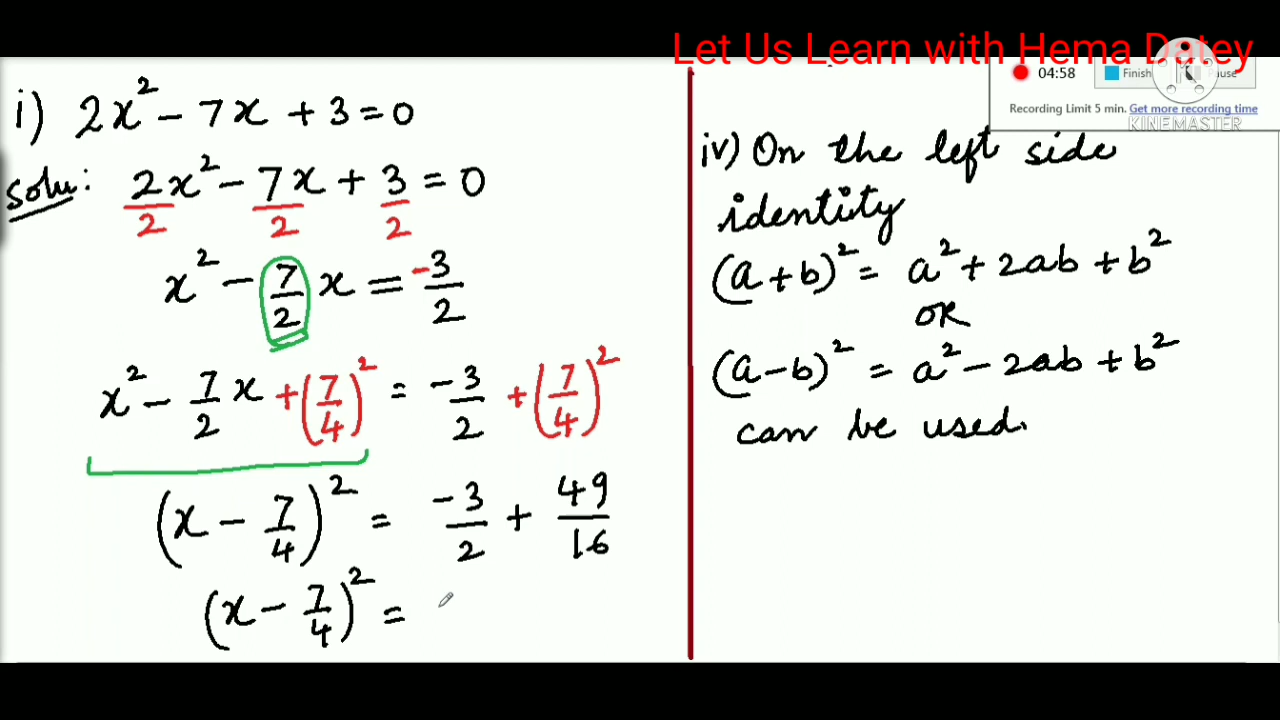 Let Us Learn with Hema Datey
04:58 Finish Pause
Recording Limit 5 min. Get more recording time
KINEMASTER
i) 2x² - 7x + 3 = 0
Solu: 2x²/2 - 7x/2 + 3/2 = 0
x² - 7/2 x = -3/2
x² - 7/2 x + (7/4)² = -3/2 + (7/4)²
(x - 7/4)² = -3/2 + 49/16
(x - 7/4)² =
iv) On the left side
identity
(a + b)² = a² + 2ab + b²
OR
(a - b)² = a² - 2ab + b²
can be used.